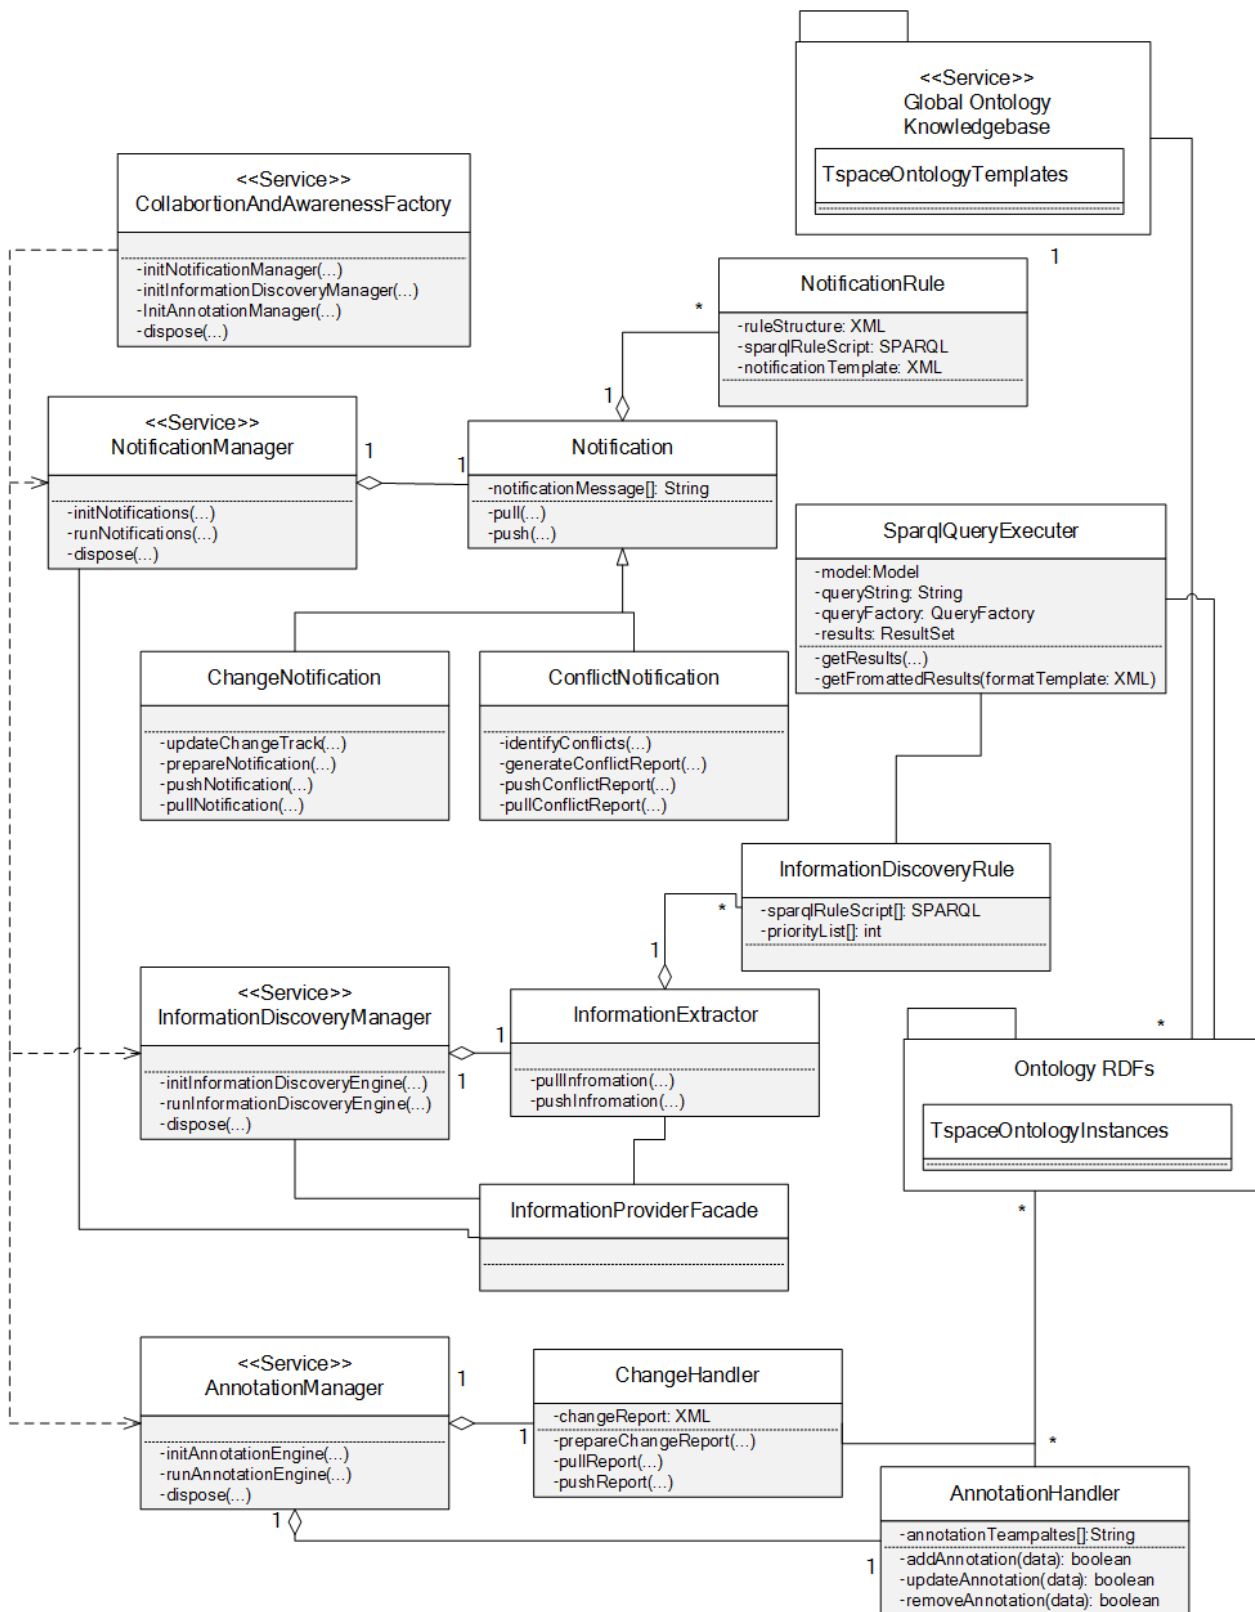 <<Service>>
Global Ontology
Knowledgebase
TspaceOntologyTemplates
1
*
<<Service>>
CollabortionAndAwarenessFactory
-initNotificationManager(...)
-initInformationDiscoveryManager(...)
-InitAnnotationManager(...)
-dispose(...)
NotificationRule
-ruleStructure: XML
-sparqlRuleScript: SPARQL
-notificationTemplate: XML
*
1
<<Service>>
NotificationManager
-initNotifications(...)
-runNotifications(...)
-dispose(...)
1
1
Notification
-notificationMessage[]: String
-pull(...)
-push(...)
SparqlQueryExecuter
-model:Model
-queryString: String
-queryFactory: QueryFactory
-results: ResultSet
-getResults(...)
-getFromattedResults(formatTemplate: XML)
ChangeNotification
-updateChangeTrack(...)
-prepareNotification(...)
-pushNotification(...)
-pullNotification(...)
ConflictNotification
-identifyConflicts(...)
-generateConflictReport(...)
-pushConflictReport(...)
-pullConflictReport(...)
InformationDiscoveryRule
-sparqlRuleScript[]: SPARQL
-priorityList[]: int
*
1
<<Service>>
InformationDiscoveryManager
-initInformationDiscoveryEngine(...)
-runInformationDiscoveryEngine(...)
-dispose(...)
1
1
InformationExtractor
-pullInfromation(...)
-pushInfromation(...)
Ontology RDFs
TspaceOntologyInstances
*
InformationProviderFacade
<<Service>>
AnnotationManager
-initAnnotationEngine(...)
-runAnnotationEngine(...)
-dispose(...)
1
1
ChangeHandler
-changeReport: XML
-prepareChangeReport(...)
-pullReport(...)
-pushReport(...)
*
1
1
AnnotationHandler
-annotationTeampaltes[]:String
-addAnnotation(data): boolean
-updateAnnotation(data): boolean
-removeAnnotation(data): boolean